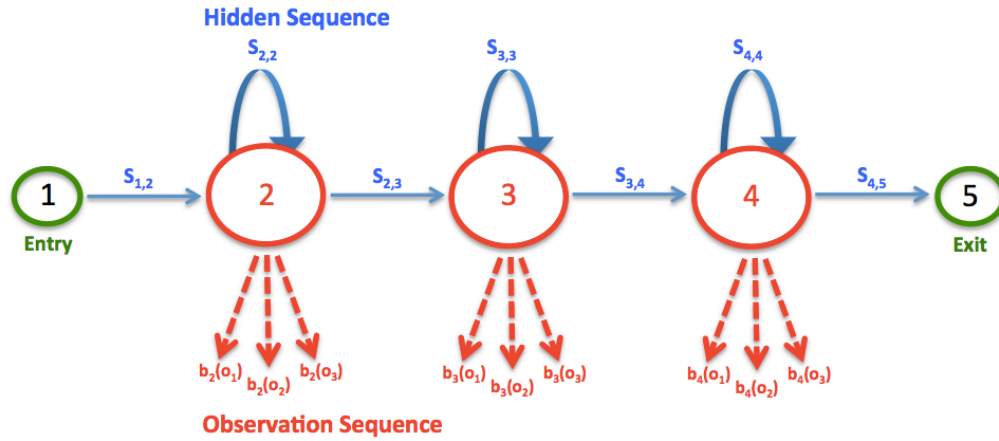 Hidden Sequence
S2,2 S3,3 S4,4
S1,2 S2,3 S3,4 S4,5
1 2 3 4 5
Entry Exit
b2(o1) b2(o2) b2(o3) b3(o1) b3(o2) b3(o3) b4(o1) b4(o2) b4(o3)
Observation Sequence